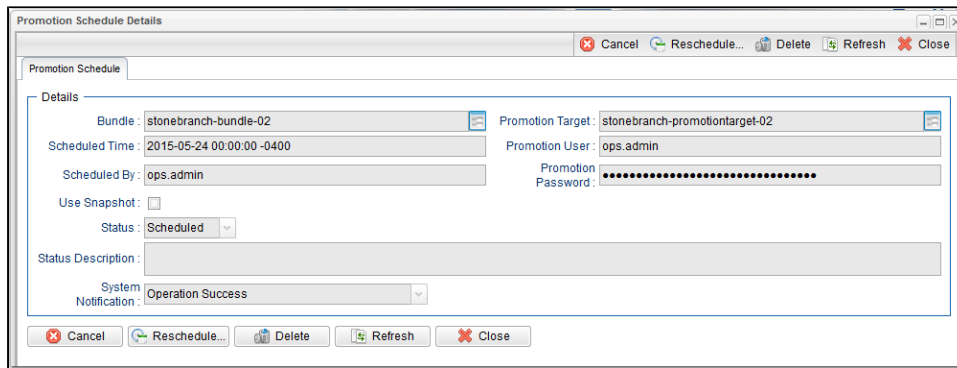 Promotion Schedule Details
Cancel Reschedule... Delete Refresh Close
Promotion Schedule
Details
Bundle : stonebranch-bundle-02 Promotion Target : stonebranch-promotiontarget-02
Scheduled Time : 2015-05-24 00:00:00 -0400 Promotion User : ops.admin
Scheduled By : ops.admin Promotion Password : ••••••••••••••••••••••••••••••••
Use Snapshot :
Status : Scheduled
Status Description :
System Notification : Operation Success
Cancel Reschedule... Delete Refresh Close